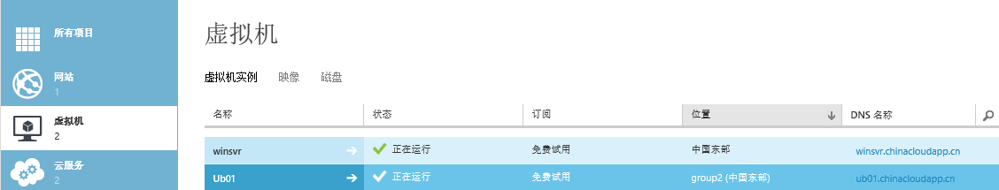 所有项目
网站
1
虚拟机
2
云服务
2
虚拟机
虚拟机实例 映像 磁盘
名称 状态 订阅 位置 DNS 名称
winsvr 正在运行 免费试用 中国东部 winsvr.chinacloudapp.cn
Ub01 正在运行 免费试用 group2 (中国东部) ub01.chinacloudapp.cn